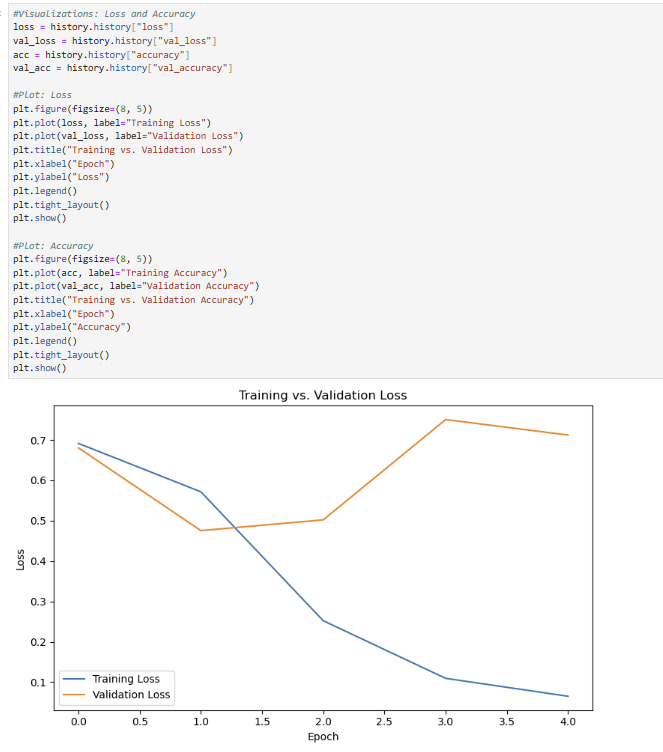 #Visualizations: Loss and Accuracy
loss = history.history["loss"]
val_loss = history.history["val_loss"]
acc = history.history["accuracy"]
val_acc = history.history["val_accuracy"]

#Plot: Loss
plt.figure(figsize=(8, 5))
plt.plot(loss, label="Training Loss")
plt.plot(val_loss, label="Validation Loss")
plt.title("Training vs. Validation Loss")
plt.xlabel("Epoch")
plt.ylabel("Loss")
plt.legend()
plt.tight_layout()
plt.show()

#Plot: Accuracy
plt.figure(figsize=(8, 5))
plt.plot(acc, label="Training Accuracy")
plt.plot(val_acc, label="Validation Accuracy")
plt.title("Training vs. Validation Accuracy")
plt.xlabel("Epoch")
plt.ylabel("Accuracy")
plt.legend()
plt.tight_layout()
plt.show()

Training vs. Validation Loss
0.7
0.6
0.5
0.4
0.3
0.2
0.1
Loss
Training Loss
Validation Loss
0.0 0.5 1.0 1.5 2.0 2.5 3.0 3.5 4.0
Epoch